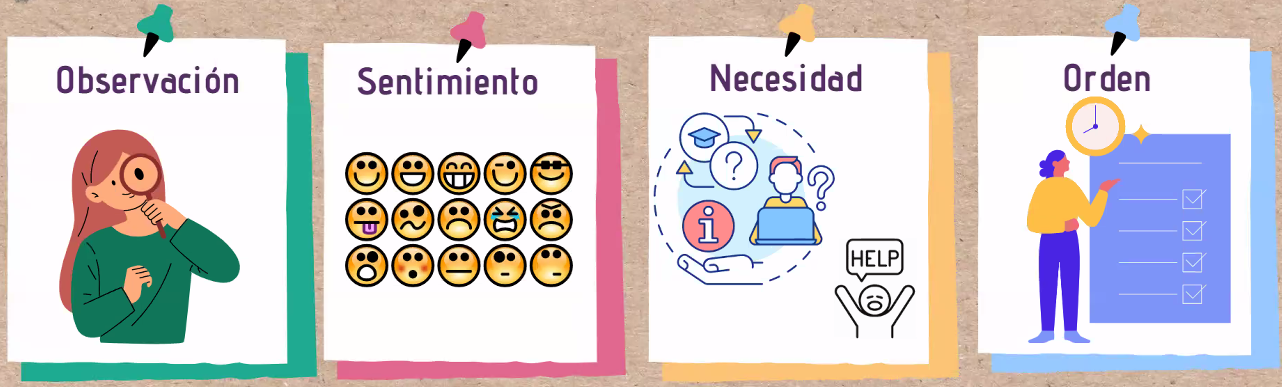 Observación
Sentimiento
Necesidad
Orden
i
HELP